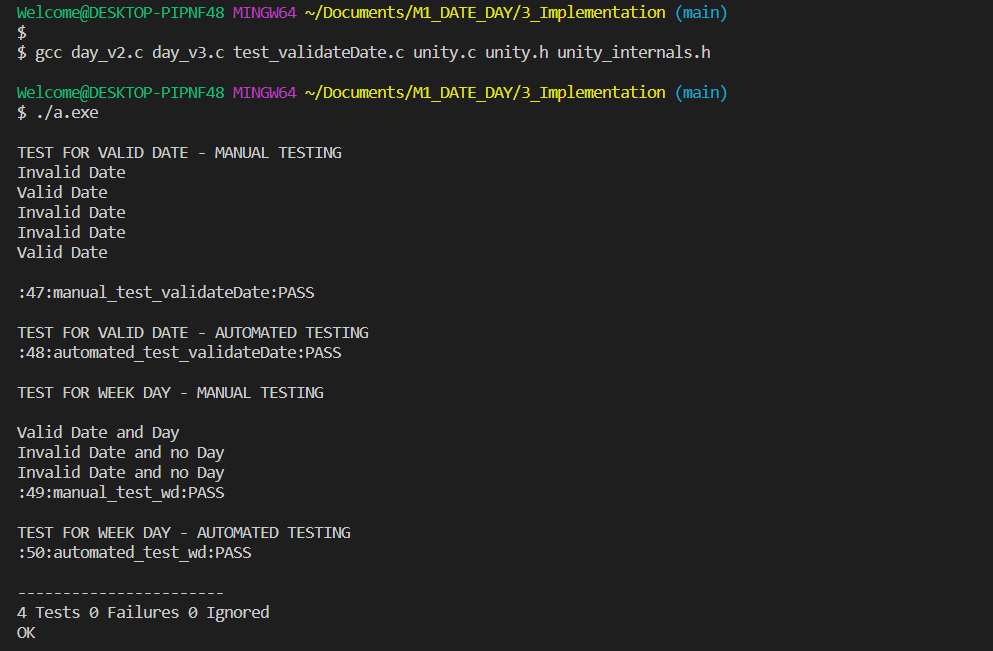 Welcome@DESKTOP-PIPNF48 MINGW64 ~/Documents/M1_DATE_DAY/3_Implementation (main)
$
$ gcc day_v2.c day_v3.c test_validateDate.c unity.c unity.h unity_internals.h
Welcome@DESKTOP-PIPNF48 MINGW64 ~/Documents/M1_DATE_DAY/3_Implementation (main)
$ ./a.exe
TEST FOR VALID DATE - MANUAL TESTING
Invalid Date
Valid Date
Invalid Date
Invalid Date
Valid Date
:47:manual_test_validateDate:PASS
TEST FOR VALID DATE - AUTOMATED TESTING
:48:automated_test_validateDate:PASS
TEST FOR WEEK DAY - MANUAL TESTING
Valid Date and Day
Invalid Date and no Day
Invalid Date and no Day
:49:manual_test_wd:PASS
TEST FOR WEEK DAY - AUTOMATED TESTING
:50:automated_test_wd:PASS
-----------------------
4 Tests 0 Failures 0 Ignored
OK